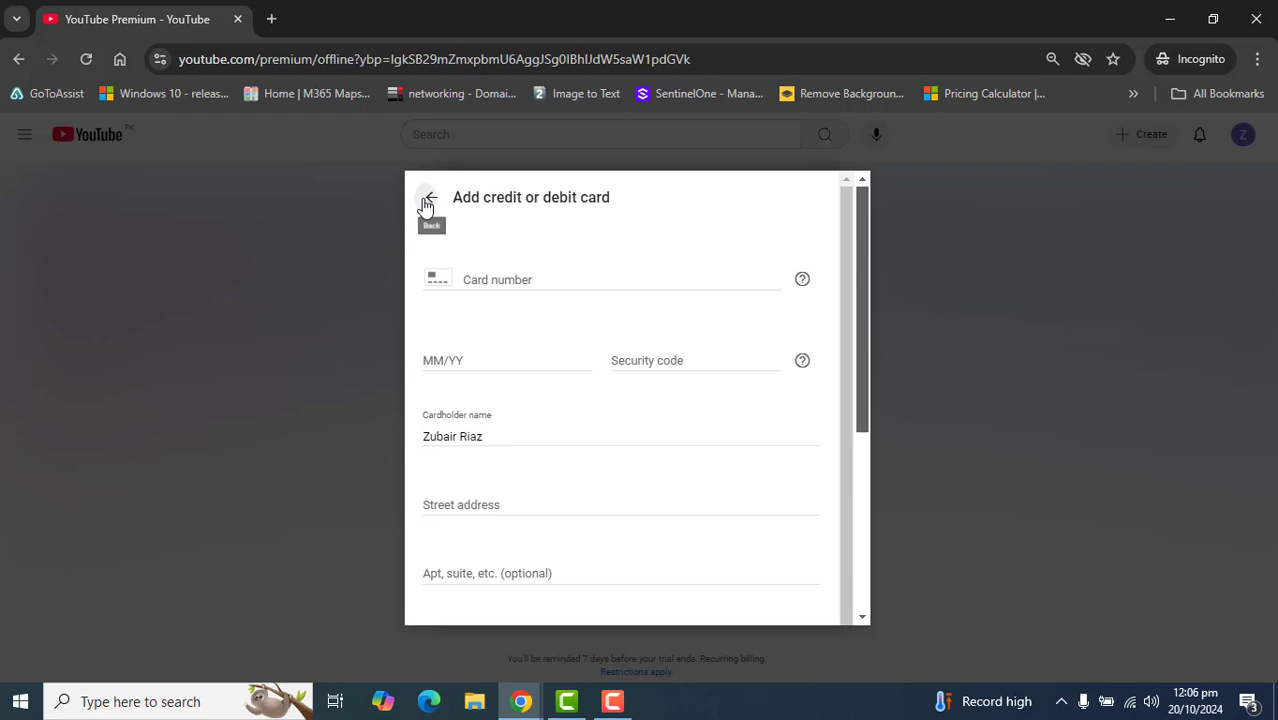 YouTube Premium - YouTube
youtube.com/premium/offline?ybp=IgkSB29mZmxpbmU6AggJSg0IBhIJdW5saW1pdGVk
Incognito
GoToAssist
Windows 10 - releas...
Home | M365 Maps...
networking - Domai...
Image to Text
SentinelOne - Mana...
Remove Backgroun...
Pricing Calculator |...
All Bookmarks
YouTube PK
Search
Create
Z
Add credit or debit card
Back
Card number
MM/YY
Security code
Cardholder name
Zubair Riaz
Street address
Apt, suite, etc. (optional)
You'll be reminded 7 days before your trial ends. Recurring billing.
Restrictions apply.
Type here to search
Record high
12:06 pm
20/10/2024
3